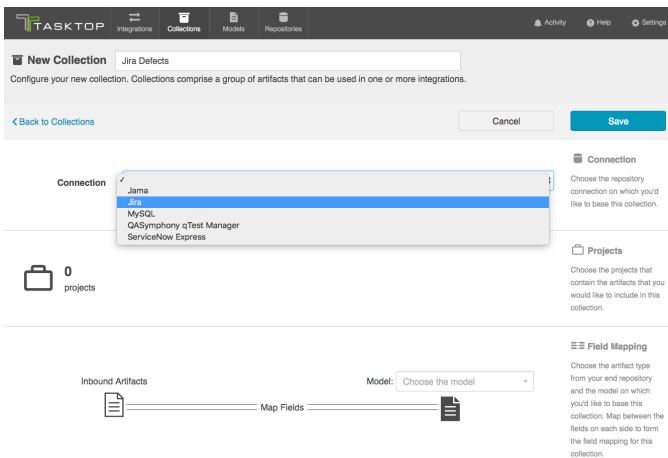 TASKTOP
Integrations Collections Models Repositories
Activity Help Settings
New Collection Jira Defects
Configure your new collection. Collections comprise a group of artifacts that can be used in one or more integrations.
Back to Collections
Cancel Save
Connection
Jama
Jira
MySQL
QASymphony qTest Manager
ServiceNow Express
Connection
Choose the repository
connection on which you'd
like to base this collection.
0
projects
Projects
Choose the projects that
contain the artifacts that you
would like to include in this
collection.
Inbound Artifacts
Model: Choose the model
Map Fields
Field Mapping
Choose the artifact type
from your end repository
and the model on which
you'd like to base this
collection. Map between the
fields on each side to form
the field mapping for this
collection.